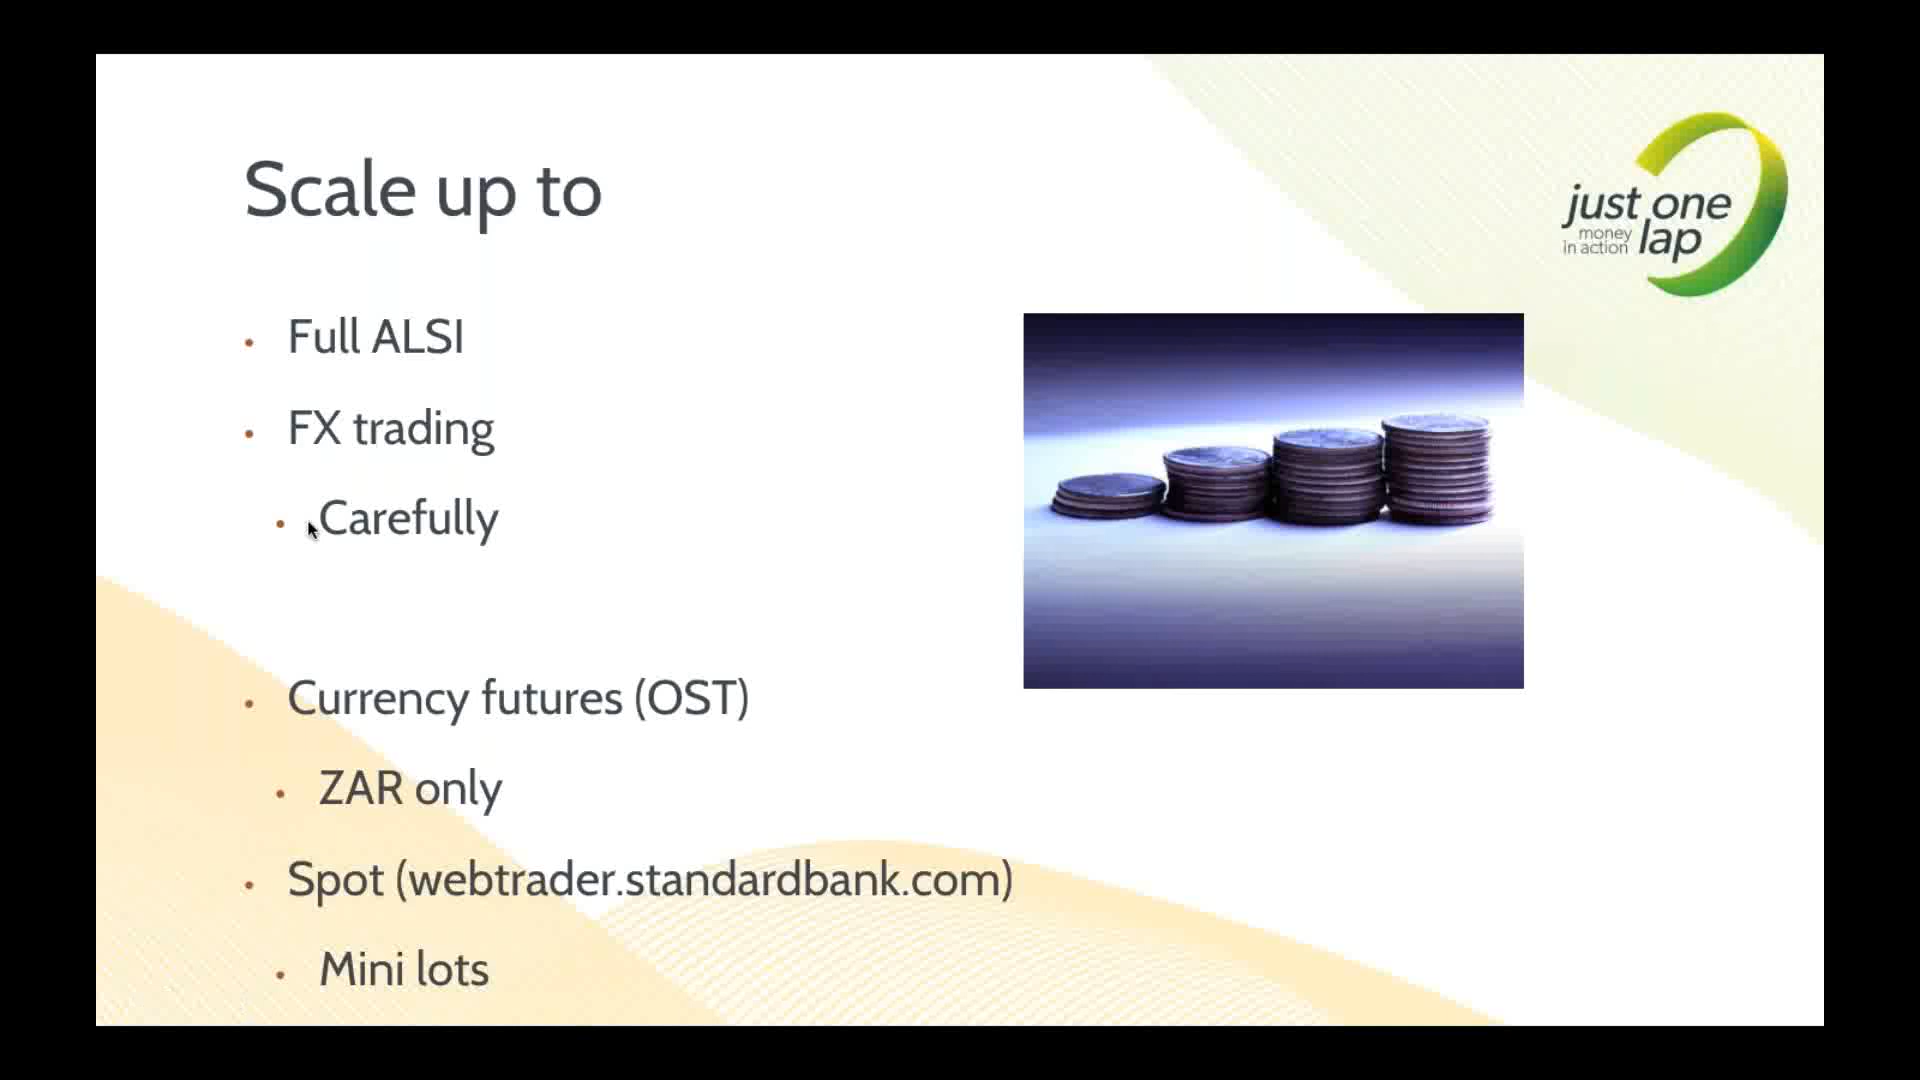 Scale up to
just one
money
lap
in action
Full ALSI
FX trading
Carefully
Currency futures (OST)
ZAR only
Spot (webtrader.standardbank.com)
Mini lots